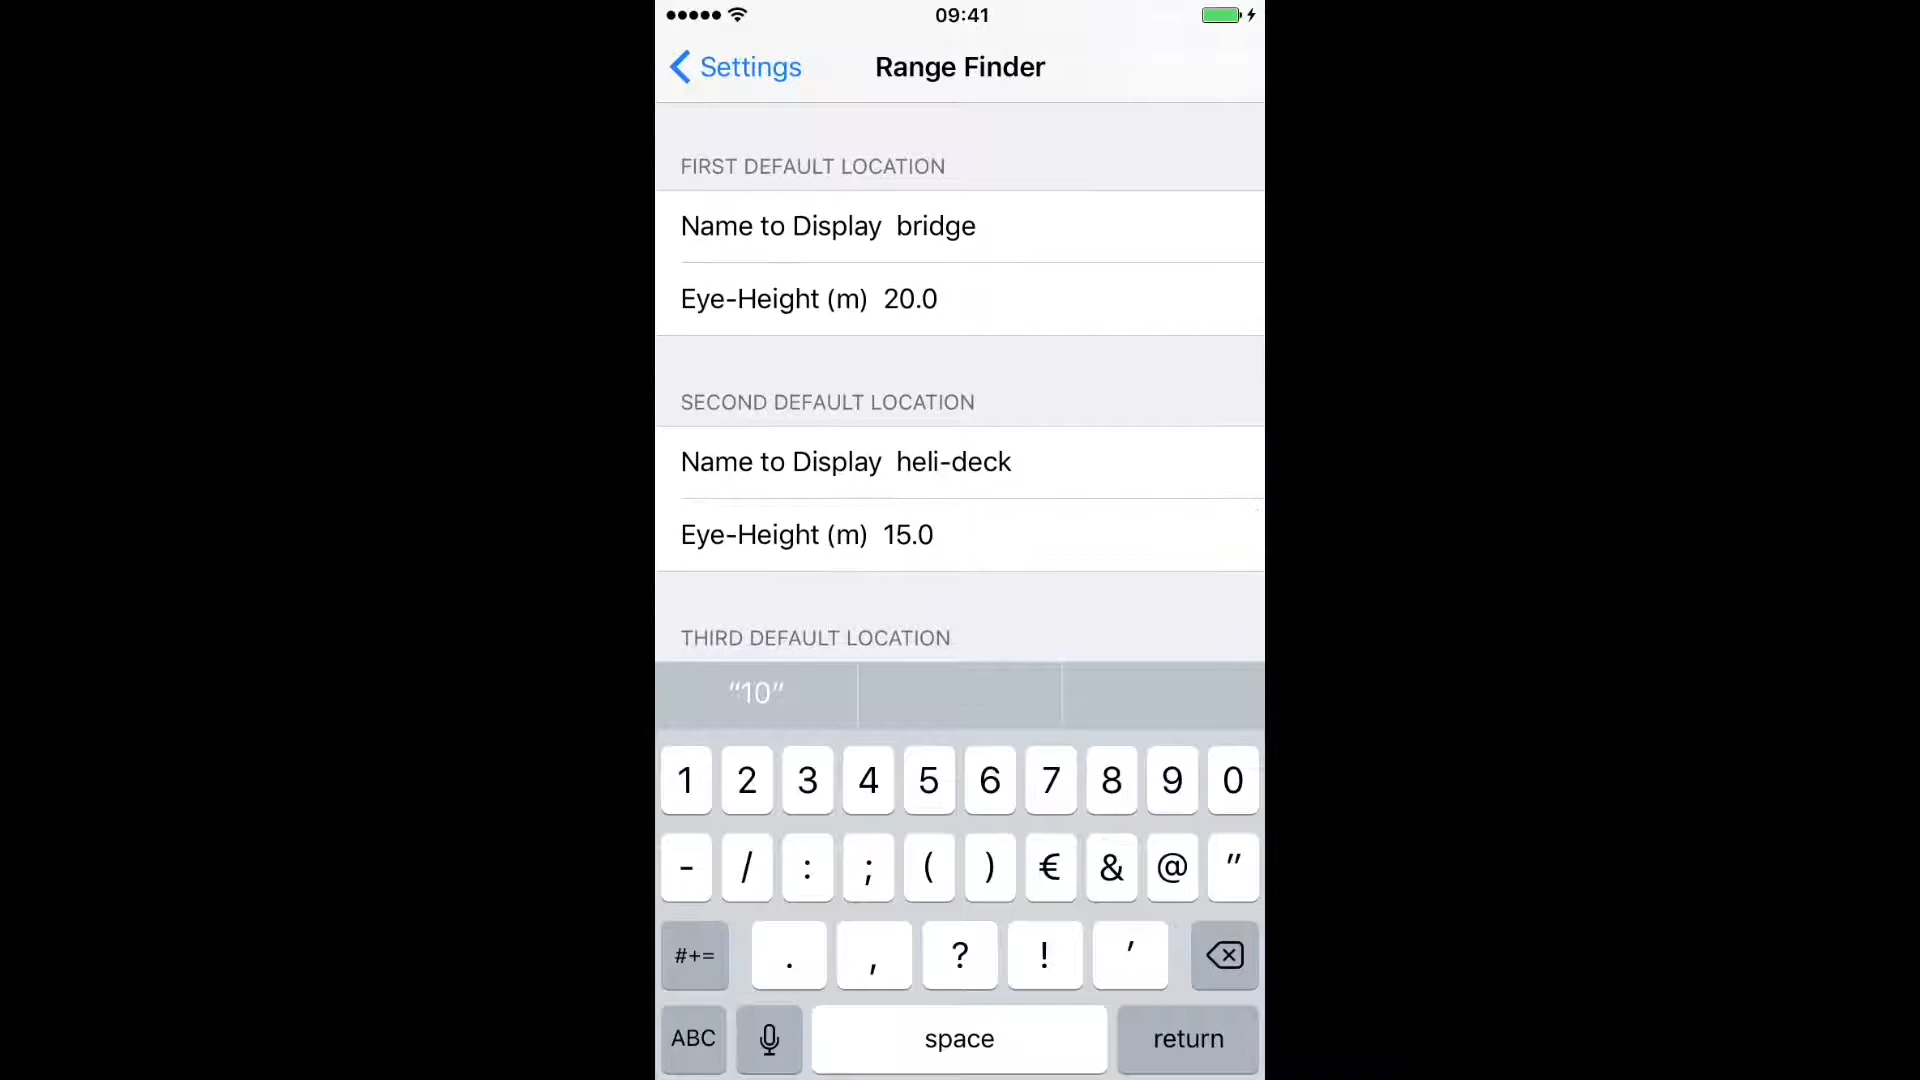 09:41
Settings Range Finder
FIRST DEFAULT LOCATION
Name to Display bridge
Eye-Height (m) 20.0
SECOND DEFAULT LOCATION
Name to Display heli-deck
Eye-Height (m) 15.0
THIRD DEFAULT LOCATION
“10”
1 2 3 4 5 6 7 8 9 0
- / : ; ( ) € & @ "
#+= . , ? ! '
ABC space return